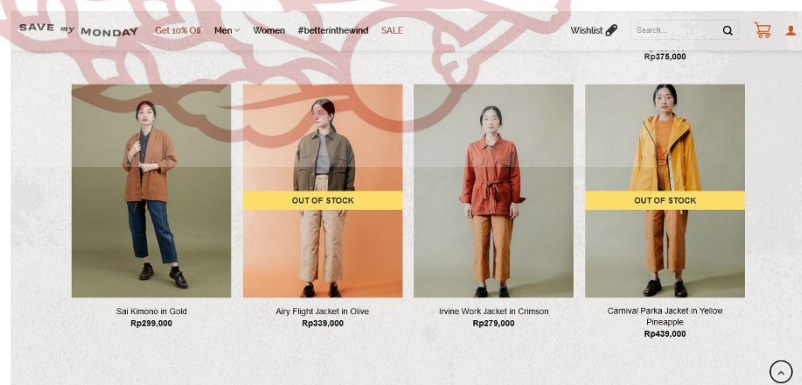 SAVE my MONDAY Get 10% Off Men Women #betterinthewind SALE Wishlist Search...
Rp375,000
OUT OF STOCK OUT OF STOCK
Sai Kimono in Gold Airy Flight Jacket in Olive Irvine Work Jacket in Crimson Carnival Parka Jacket in Yellow
Pineapple
Rp299,000 Rp339,000 Rp279,000
Rp439,000